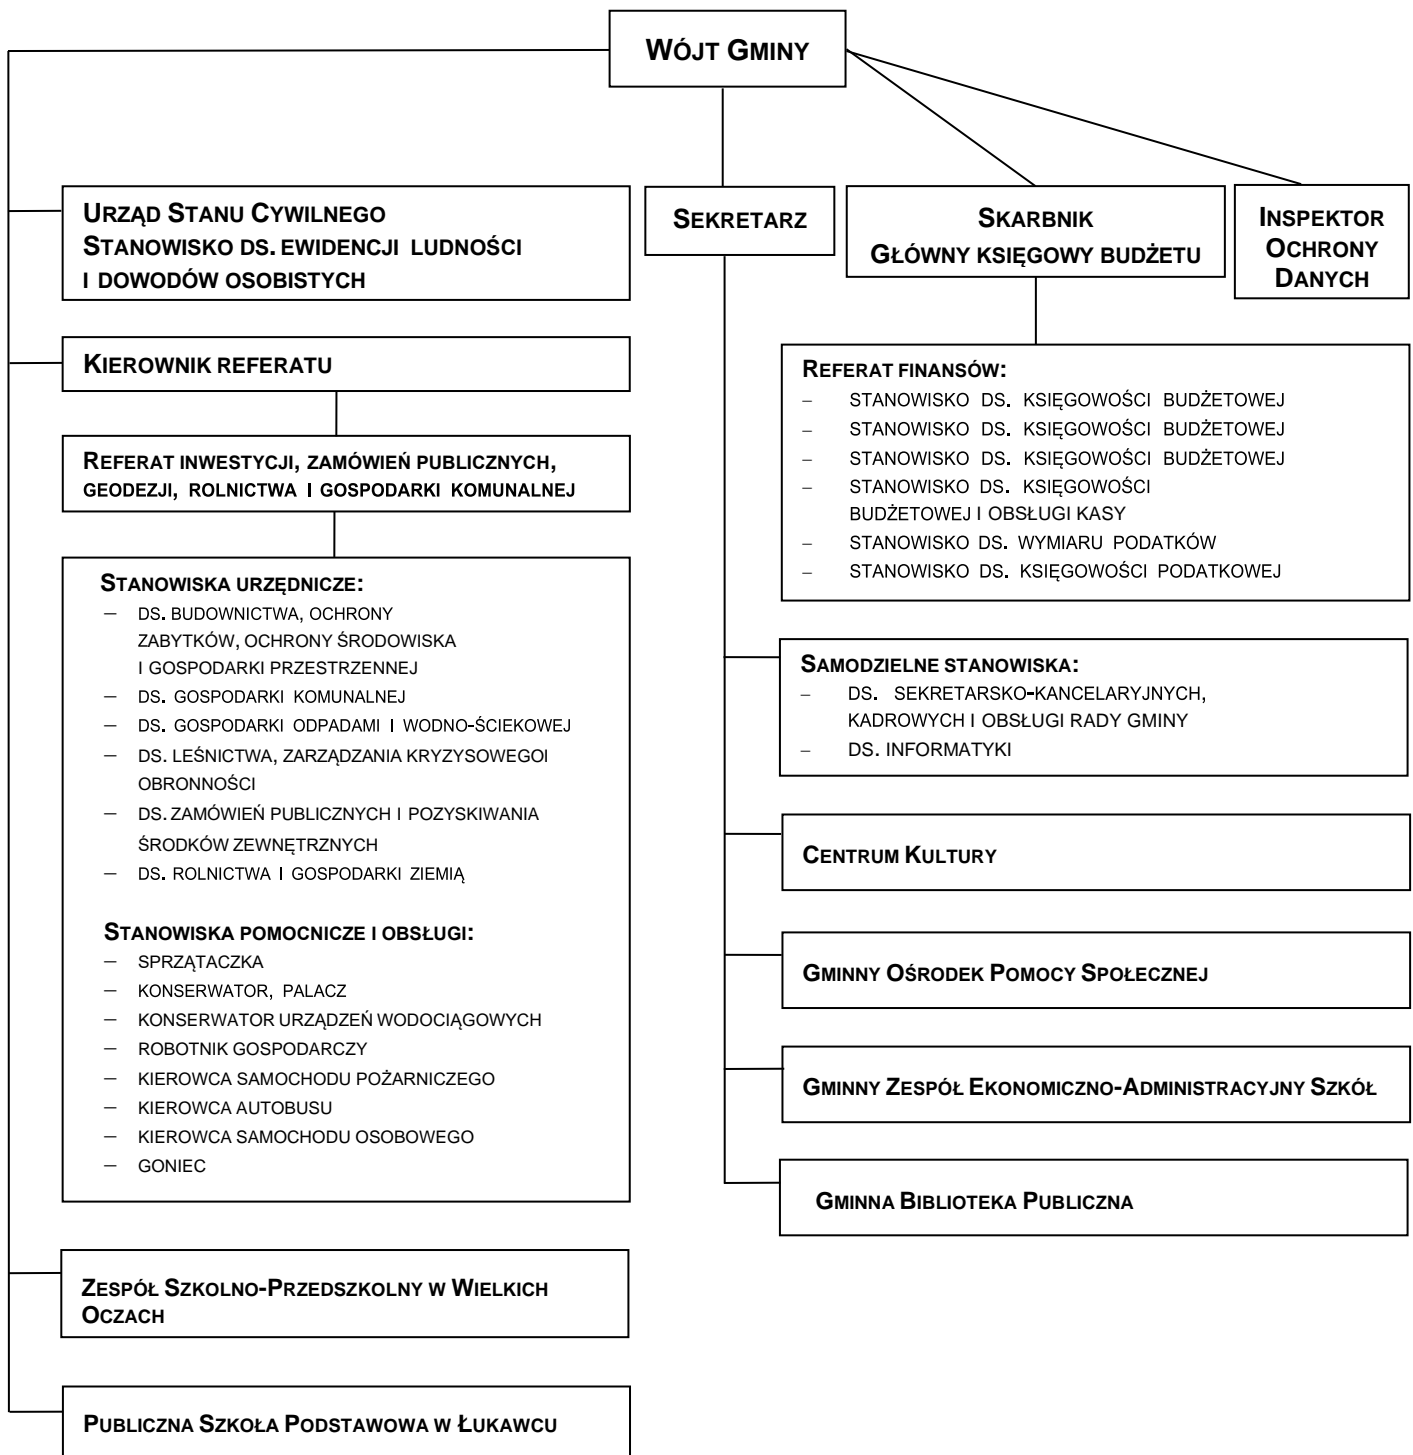 WÓJT GMINY
URZĄD STANU CYWILNEGO
STANOWISKO DS. EWIDENCJI LUDNOŚCI
I DOWODÓW OSOBISTYCH
SEKRETARZ
SKARBNIK
GŁÓWNY KSIĘGOWY BUDŻETU
INSPEKTOR
OCHRONY
DANYCH
KIEROWNIK REFERATU
REFERAT INWESTYCJI, ZAMÓWIEŃ PUBLICZNYCH,
GEODEZJI, ROLNICTWA I GOSPODARKI KOMUNALNEJ
STANOWISKA URZĘDNICZE:
– DS. BUDOWNICTWA, OCHRONY
ZABYTKÓW, OCHRONY ŚRODOWISKA
I GOSPODARKI PRZESTRZENNEJ
– DS. GOSPODARKI KOMUNALNEJ
– DS. GOSPODARKI ODPADAMI I WODNO-ŚCIEKOWEJ
– DS. LEŚNICTWA, ZARZĄDZANIA KRYZYSOWEGOI
OBRONNOŚCI
– DS. ZAMÓWIEŃ PUBLICZNYCH I POZYSKIWANIA
ŚRODKÓW ZEWNĘTRZNYCH
– DS. ROLNICTWA I GOSPODARKI ZIEMIĄ
STANOWISKA POMOCNICZE I OBSŁUGI:
– SPRZĄTACZKA
– KONSERWATOR, PALACZ
– KONSERWATOR URZĄDZEŃ WODOCIĄGOWYCH
– ROBOTNIK GOSPODARCZY
– KIEROWCA SAMOCHODU POŻARNICZEGO
– KIEROWCA AUTOBUSU
– KIEROWCA SAMOCHODU OSOBOWEGO
– GONIEC
ZESPÓŁ SZKOLNO-PRZEDSZKOLNY W WIELKICH
OCZACH
PUBLICZNA SZKOŁA PODSTAWOWA W ŁUKAWCU
REFERAT FINANSÓW:
– STANOWISKO DS. KSIĘGOWOŚCI BUDŻETOWEJ
– STANOWISKO DS. KSIĘGOWOŚCI BUDŻETOWEJ
– STANOWISKO DS. KSIĘGOWOŚCI BUDŻETOWEJ
– STANOWISKO DS. KSIĘGOWOŚCI
BUDŻETOWEJ I OBSŁUGI KASY
– STANOWISKO DS. WYMIARU PODATKÓW
– STANOWISKO DS. KSIĘGOWOŚCI PODATKOWEJ
SAMODZIELNE STANOWISKA:
– DS. SEKRETARSKO-KANCELARYJNYCH,
KADROWYCH I OBSŁUGI RADY GMINY
– DS. INFORMATYKI
CENTRUM KULTURY
GMINNY OŚRODEK POMOCY SPOŁECZNEJ
GMINNY ZESPÓŁ EKONOMICZNO-ADMINISTRACYJNY SZKÓŁ
GMINNA BIBLIOTEKA PUBLICZNA